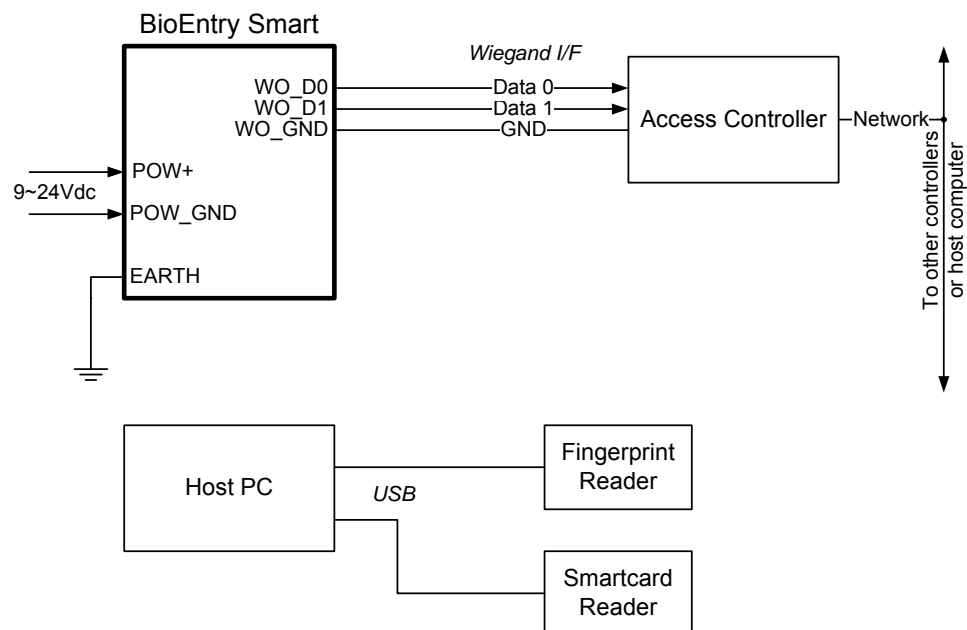 BioEntry Smart
Wiegand I/F
WO_D0
Data 0
WO_D1
Data 1
WO_GND
GND
Access Controller
Network
POW+
9~24Vdc
POW_GND
EARTH
To other controllers
or host computer
Host PC
USB
Fingerprint
Reader
Smartcard
Reader